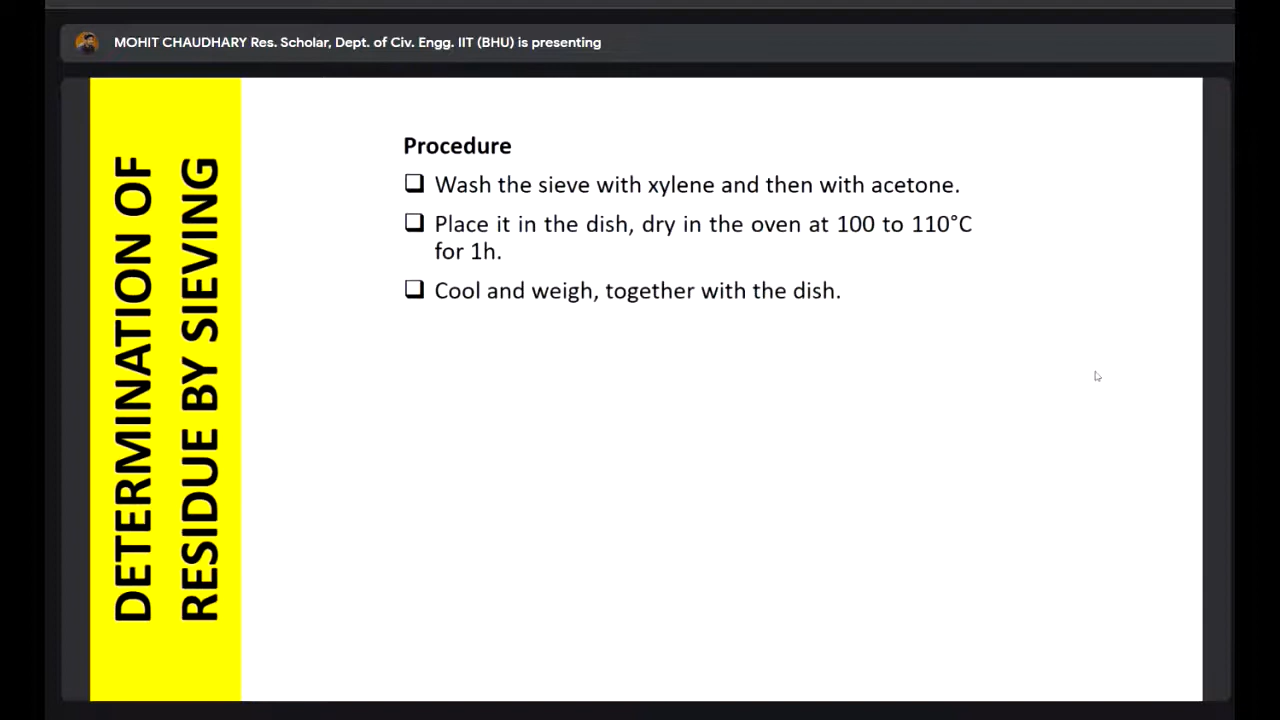 MOHIT CHAUDHARY Res. Scholar, Dept. of Civ. Engg. IIT (BHU) is presenting
DETERMINATION OF
RESIDUE BY SIEVING
Procedure
❑ Wash the sieve with xylene and then with acetone.
❑ Place it in the dish, dry in the oven at 100 to 110°C
for 1h.
❑ Cool and weigh, together with the dish.